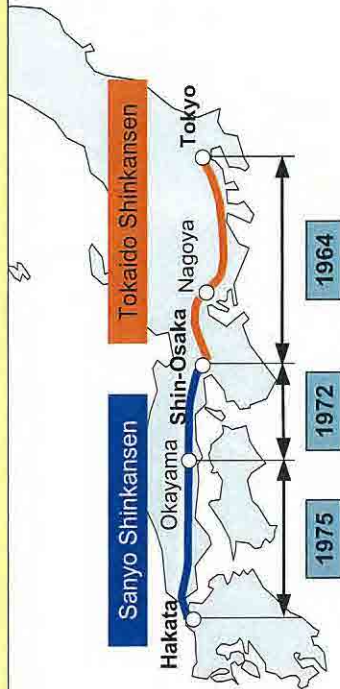 Tokaido Shinkansen
Sanyo Shinkansen
Tokyo
Nagoya
Shin-Osaka
Okayama
Hakata
1964
1972
1975